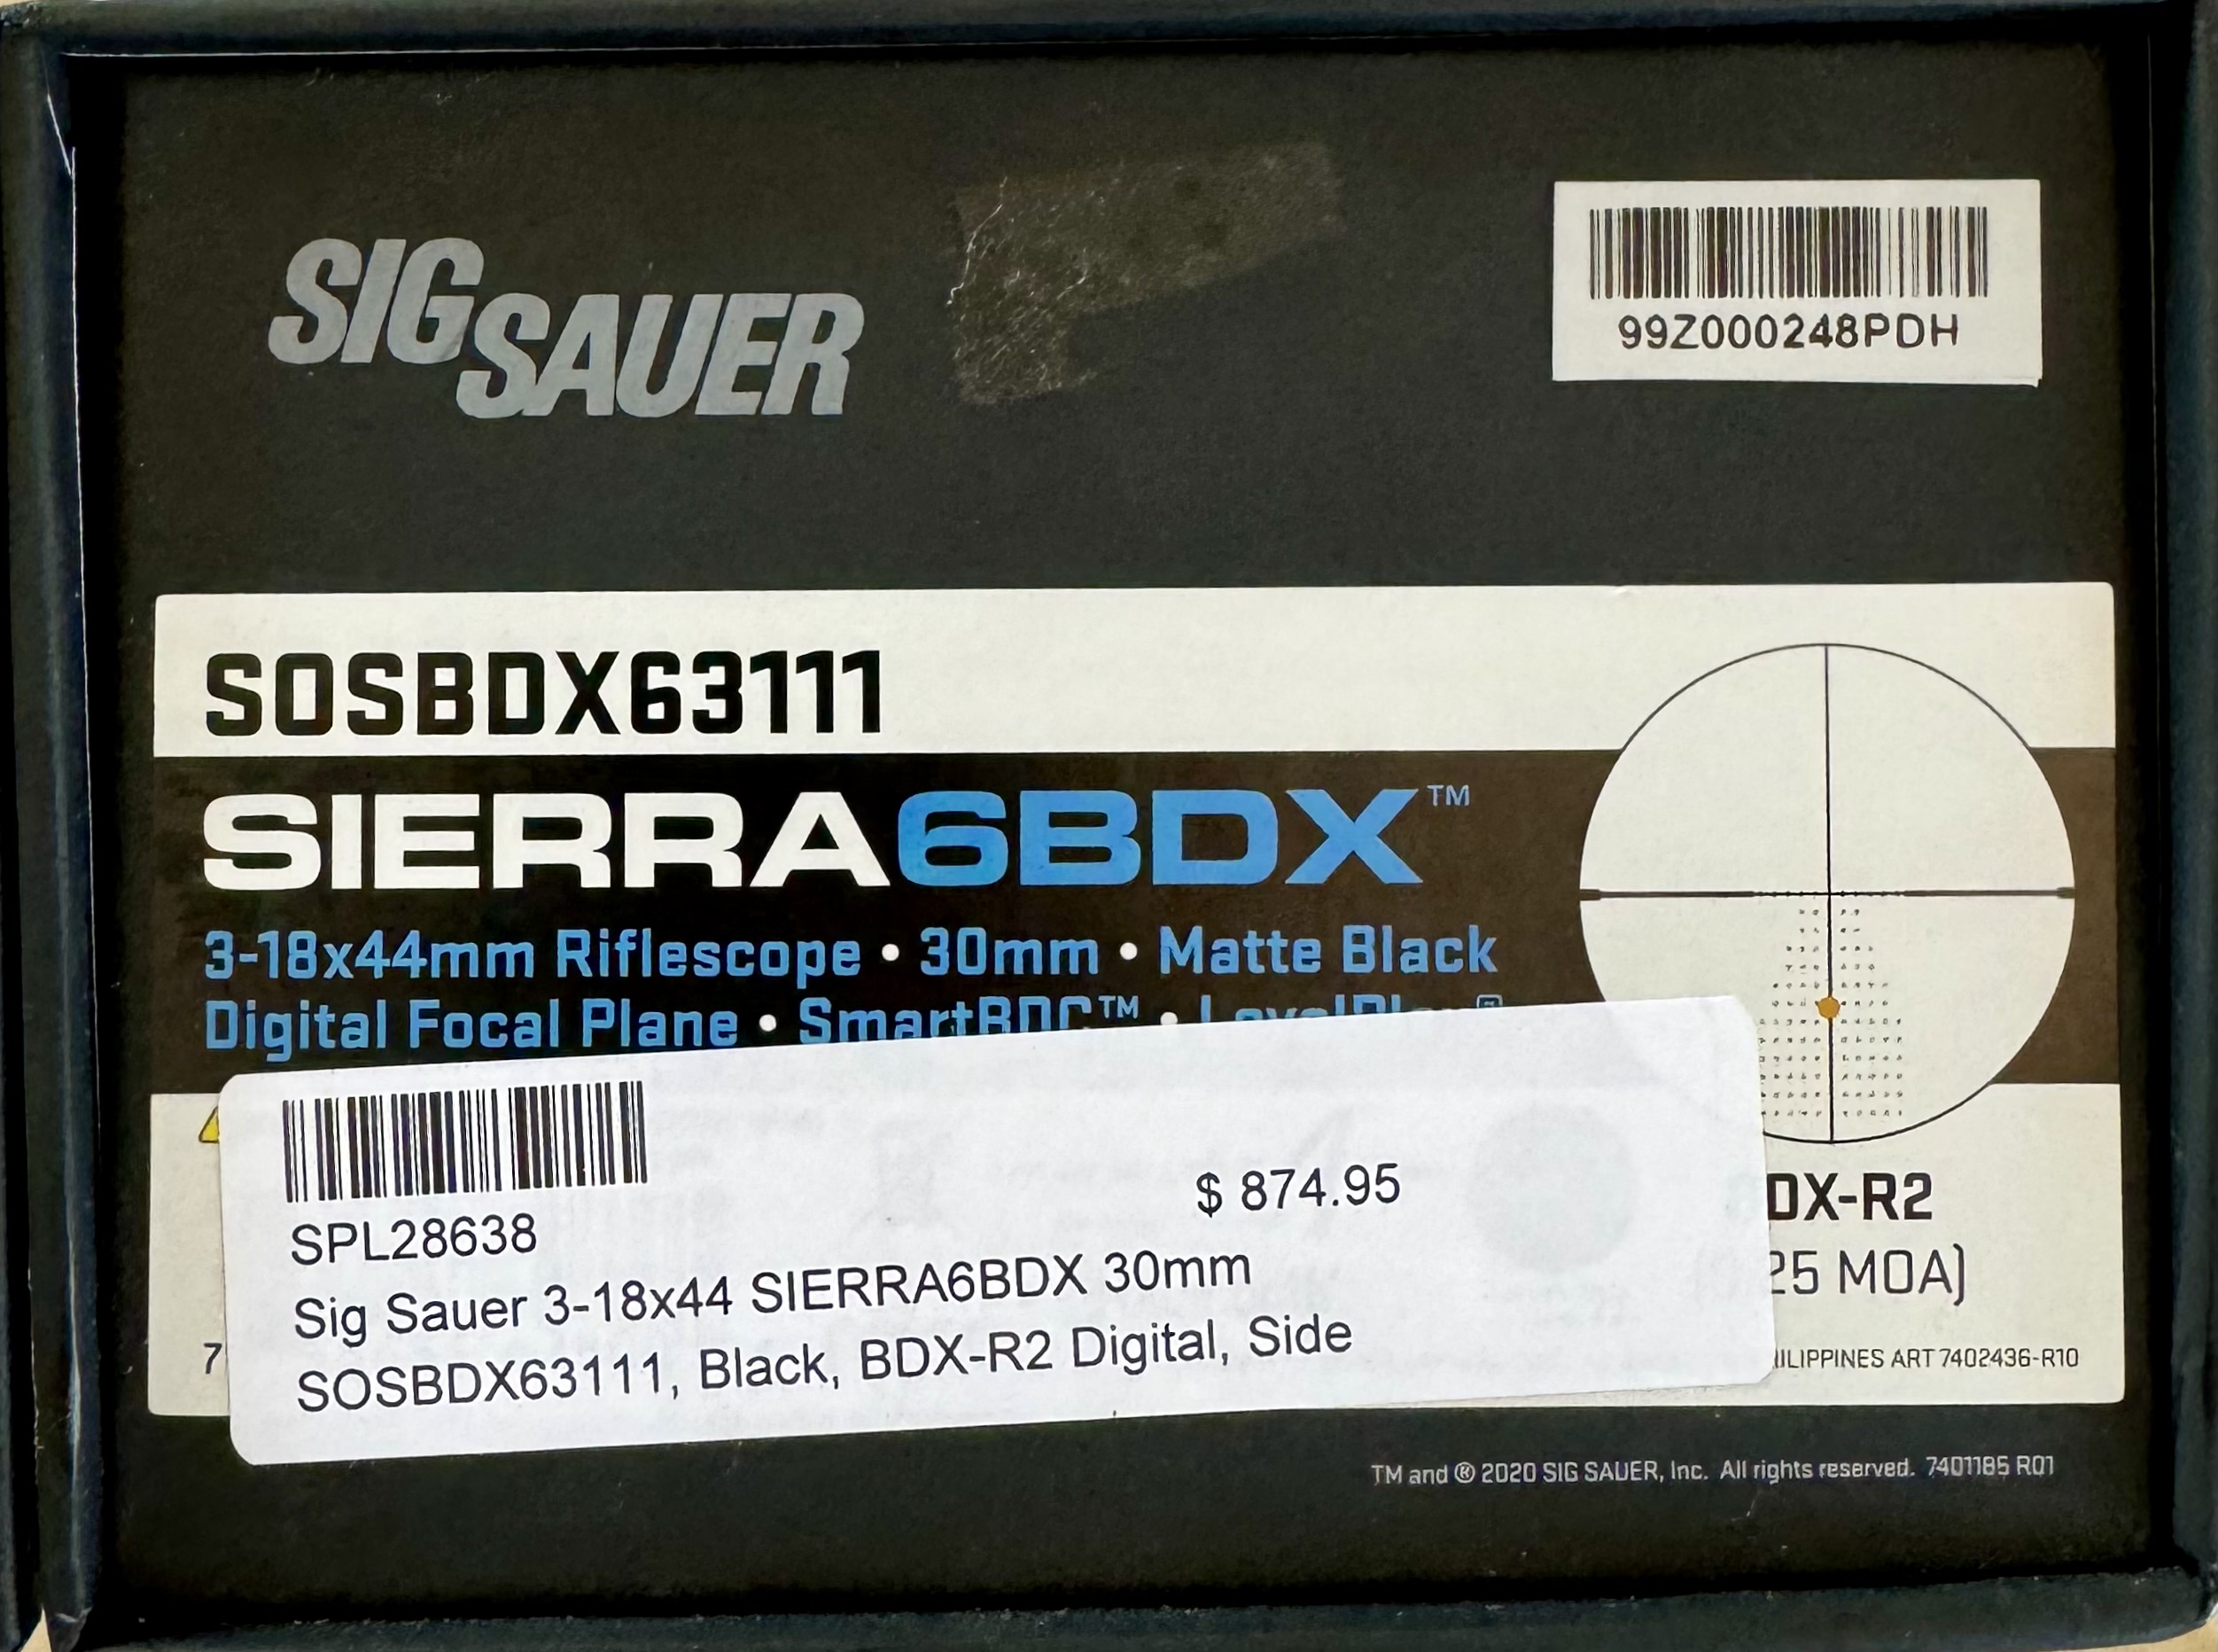 SIG SAUER
99Z000248PDH
SOSBDX63111
SIERRA6BDX™
3-18x44mm Riflescope • 30mm • Matte Black
Digital Focal Plane • SmartBDC™ •
DX-R2
25 MOA)
7
ILIPPINES ART 7402436-R10
$ 874.95
SPL28638
Sig Sauer 3-18x44 SIERRA6BDX 30mm
SOSBDX63111, Black, BDX-R2 Digital, Side
TM and ® 2020 SIG SAUER, Inc. All rights reserved. 7401185 R01